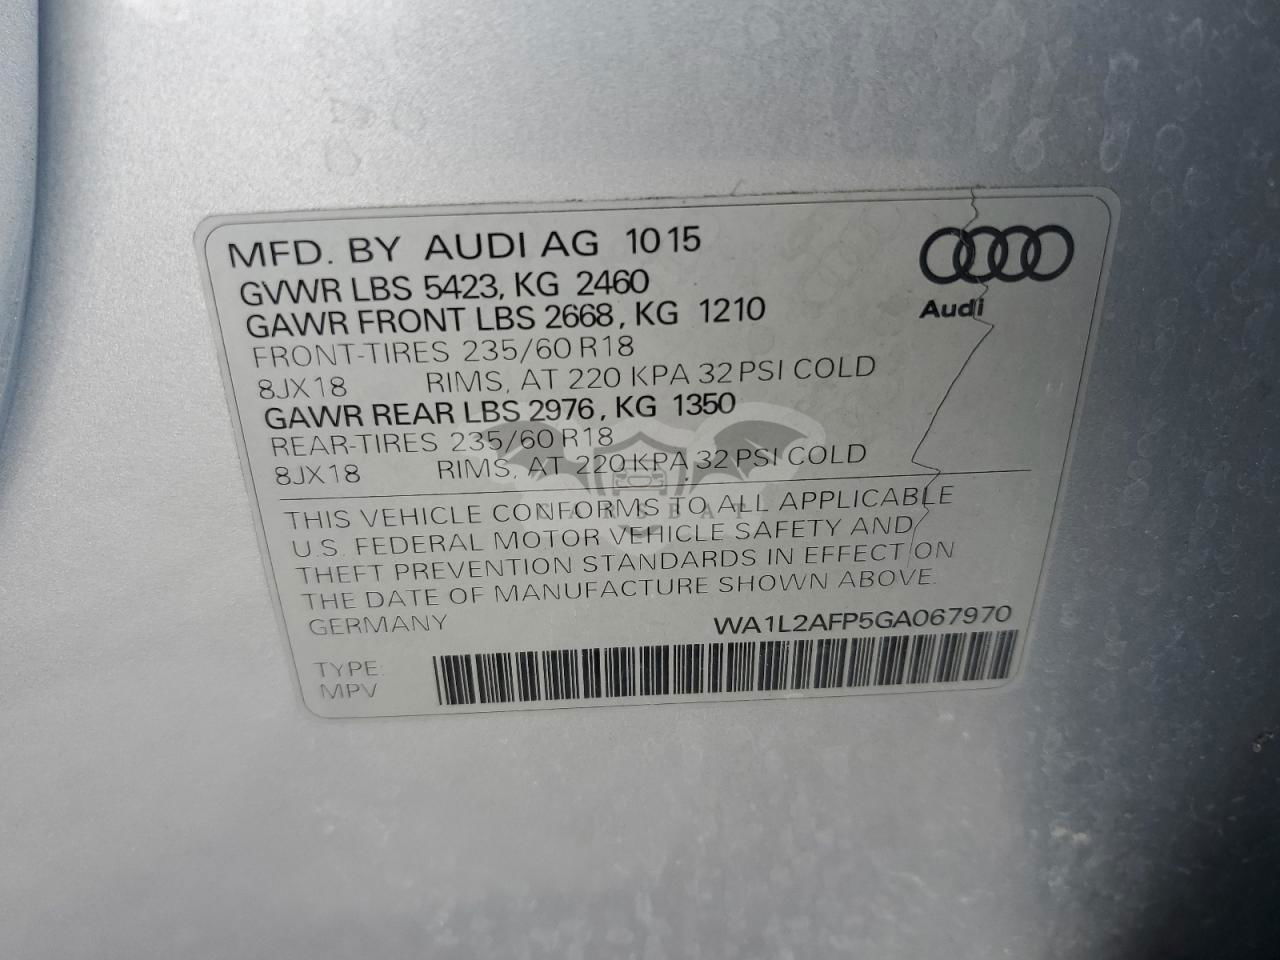 MFD. BY AUDI AG 1015
GVWR LBS 5423, KG 2460
GAWR FRONT LBS 2668, KG 1210
FRONT-TIRES 235/60 R18
8JX18 RIMS, AT 220 KPA 32 PSI COLD
GAWR REAR LBS 2976, KG 1350
REAR-TIRES 235/60 R18
8JX18 RIMS, AT 220 KPA 32 PSI COLD
Audi
THIS VEHICLE CONFORMS TO ALL APPLICABLE
U.S. FEDERAL MOTOR VEHICLE SAFETY AND
THEFT PREVENTION STANDARDS IN EFFECT ON
THE DATE OF MANUFACTURE SHOWN ABOVE.
GERMANY WA1L2AFP5GA067970
TYPE:
MPV